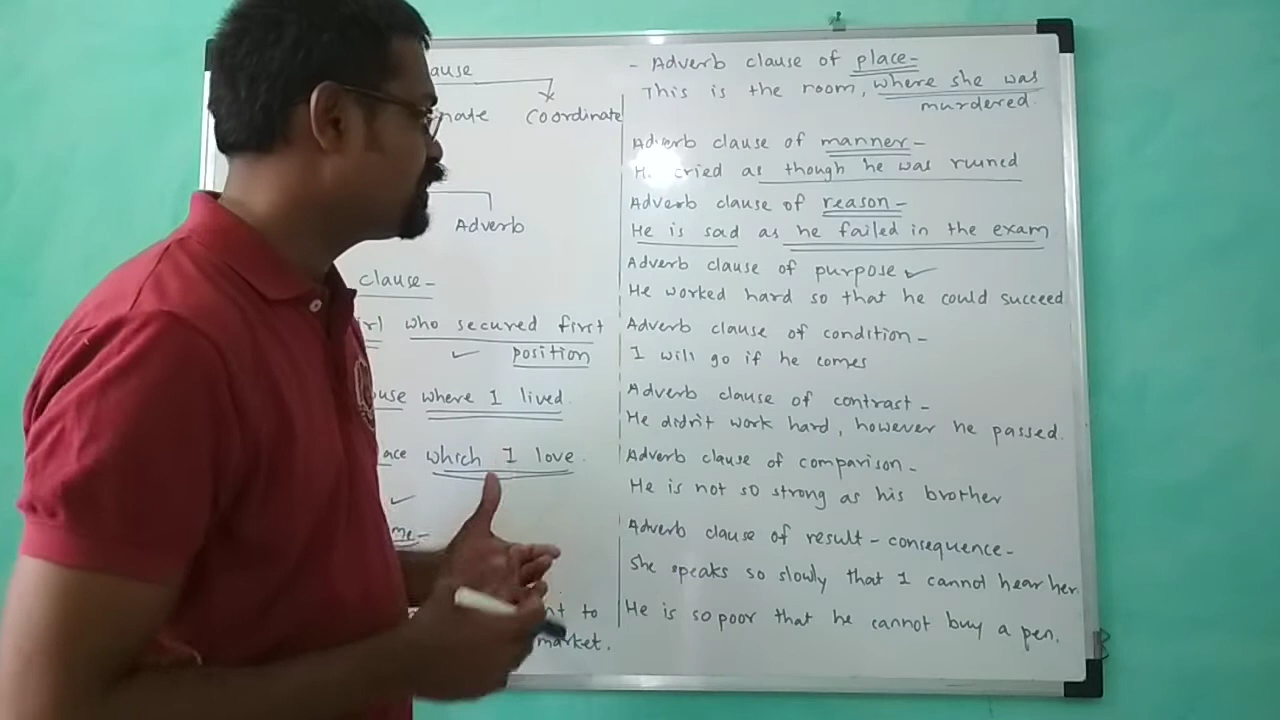 ause
nate Coordinate
Adverb
clause-
irl who secured first
position
ouse where I lived.
ace which I love.
me-
nt to
market.
- Adverb clause of place-
This is the room, where she was
murdered.
Adverb clause of manner-
H. cried as though he was ruined
Adverb clause of reason-
He is sad as he failed in the exam
Adverb clause of purpose
He worked hard so that he could succeed
Adverb clause of condition-
I will go if he comes
Adverb clause of contrast-
He didn't work hard, however he passed.
Adverb clause of comparison-
He is not so strong as his brother
Adverb clause of result-consequence-
she speaks so slowly that I cannot hear her.
He is so poor that he cannot buy a pen.